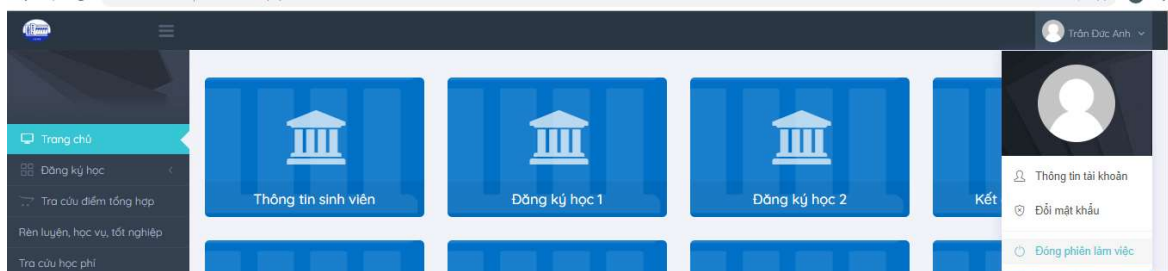 Trần Đức Anh
Trang chủ
Đăng ký học
Tra cứu điểm tổng hợp
Rèn luyện, học vụ, tốt nghiệp
Tra cứu học phí
Thông tin sinh viên
Đăng ký học 1
Đăng ký học 2
Kết
Thông tin tài khoản
Đổi mật khẩu
Đóng phiên làm việc